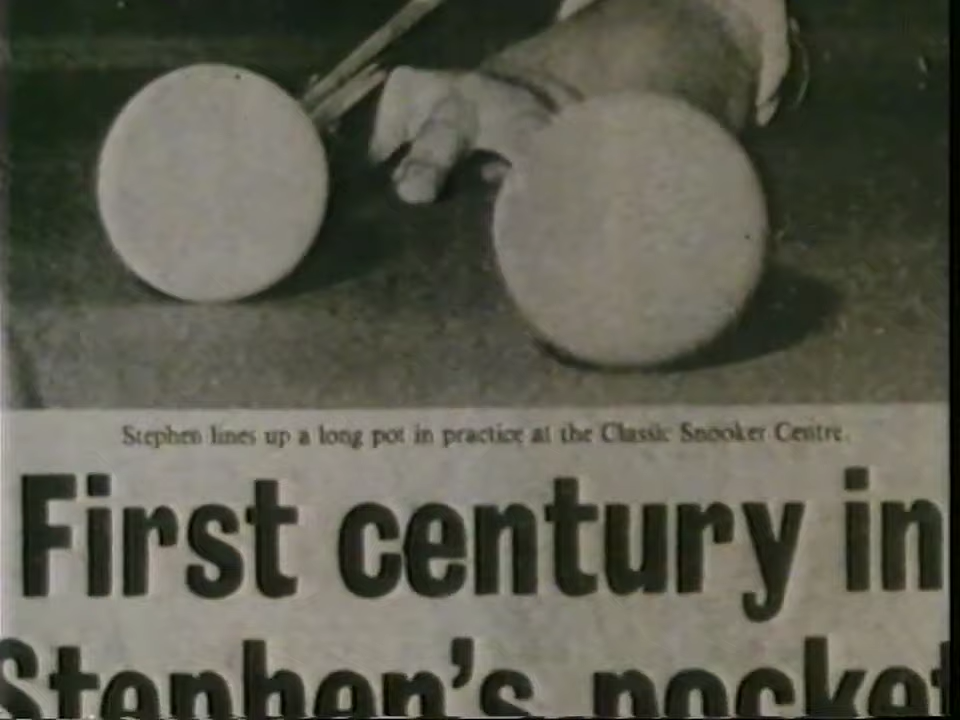 Stephen lines up a long pot in practice at the Classic Snooker Centre.
First century in
Stephen's pocket